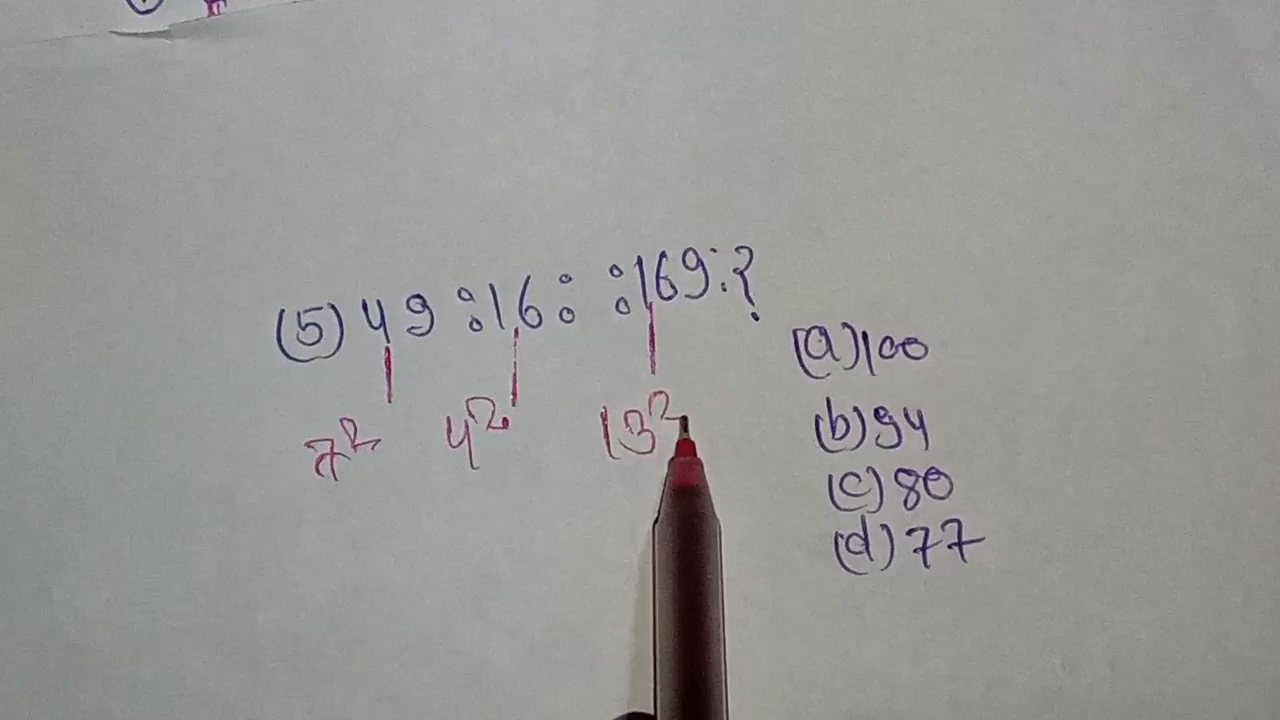 (5) 49 : 16 : : 169 : ?
7² 4² 13²
(a) 100
(b) 94
(c) 80
(d) 77